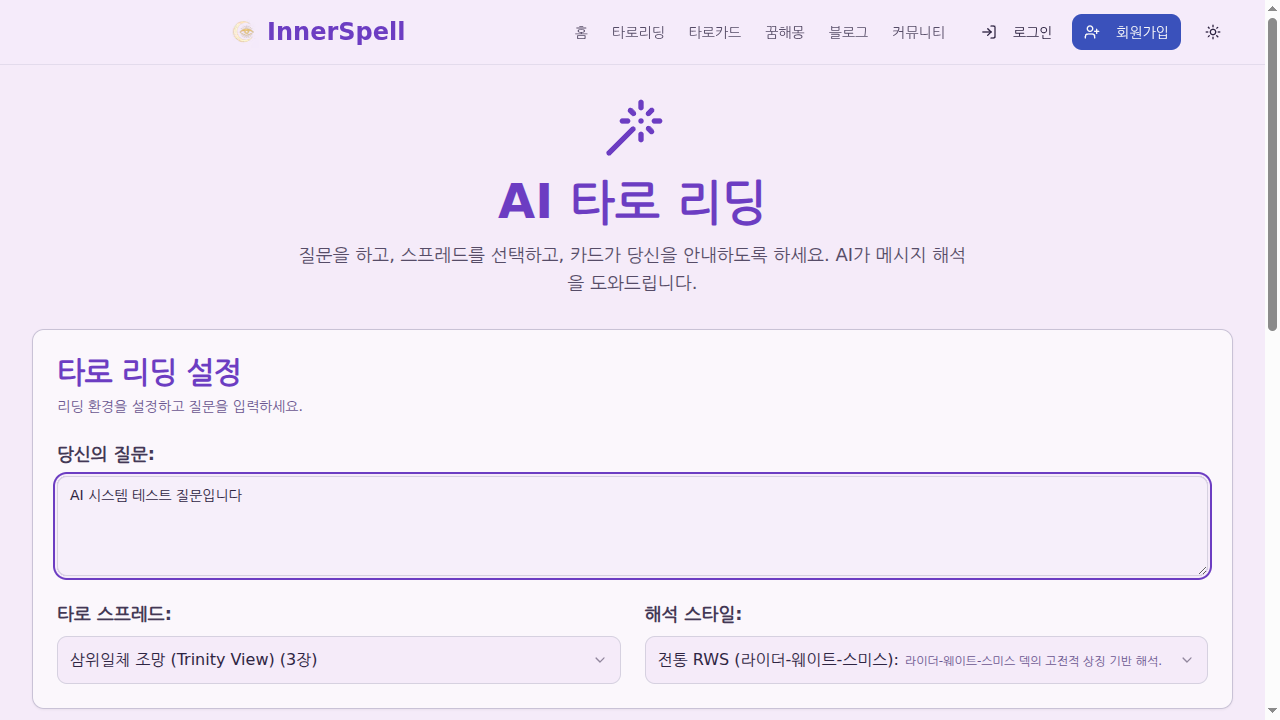 InnerSpell
홈 타로리딩 타로카드 꿈해몽 블로그 커뮤니티 로그인 회원가입
AI 타로 리딩
질문을 하고, 스프레드를 선택하고, 카드가 당신을 안내하도록 하세요. AI가 메시지 해석
을 도와드립니다.
타로 리딩 설정
리딩 환경을 설정하고 질문을 입력하세요.
당신의 질문:
AI 시스템 테스트 질문입니다
타로 스프레드:
삼위일체 조망 (Trinity View) (3장)
해석 스타일:
전통 RWS (라이더-웨이트-스미스): 라이더-웨이트-스미스 덱의 고전적 상징 기반 해석.